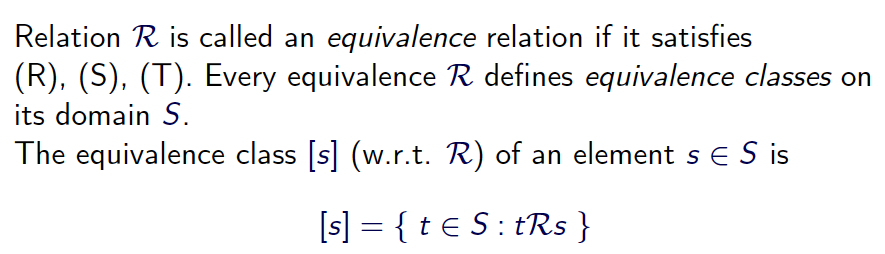 Relation ℛ is called an equivalence relation if it satisfies
(R), (S), (T). Every equivalence ℛ defines equivalence classes on
its domain S.
The equivalence class [s] (w.r.t. ℛ) of an element s ∈ S is
[s] = { t ∈ S : tℛs }